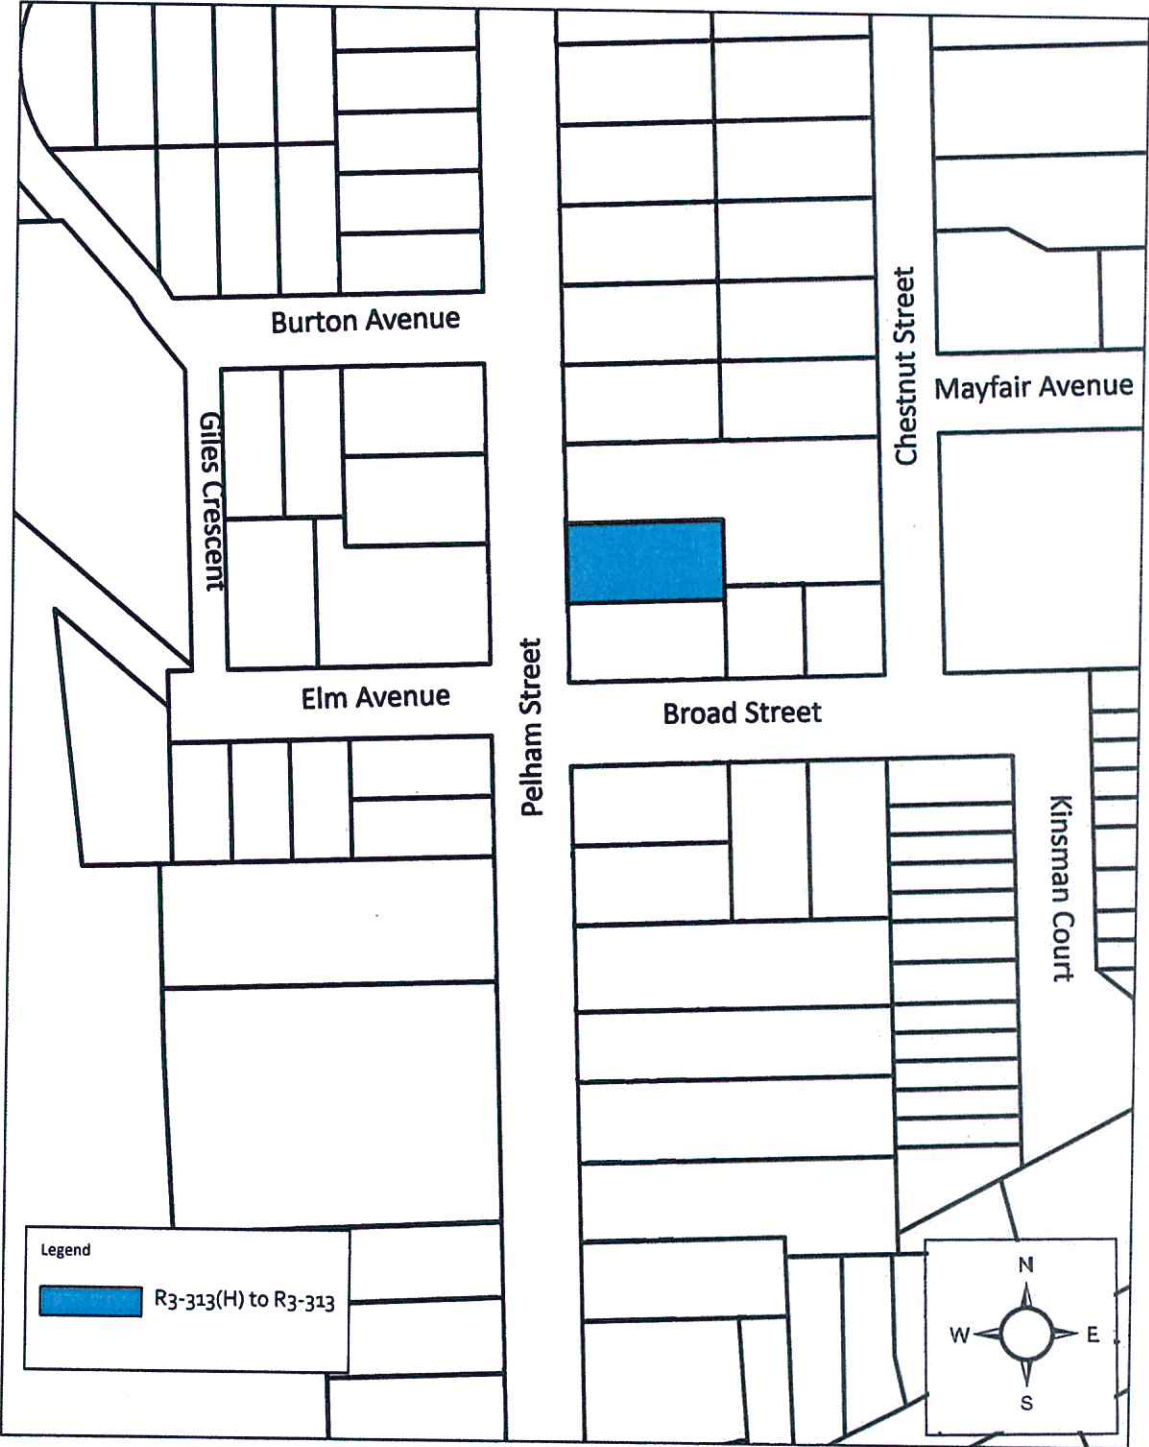 Burton Avenue
Chestnut Street
Mayfair Avenue
Giles Crescent
Elm Avenue
Pelham Street
Broad Street
Kinsman Court
Legend
R3-313(H) to R3-313
N
W
E
S